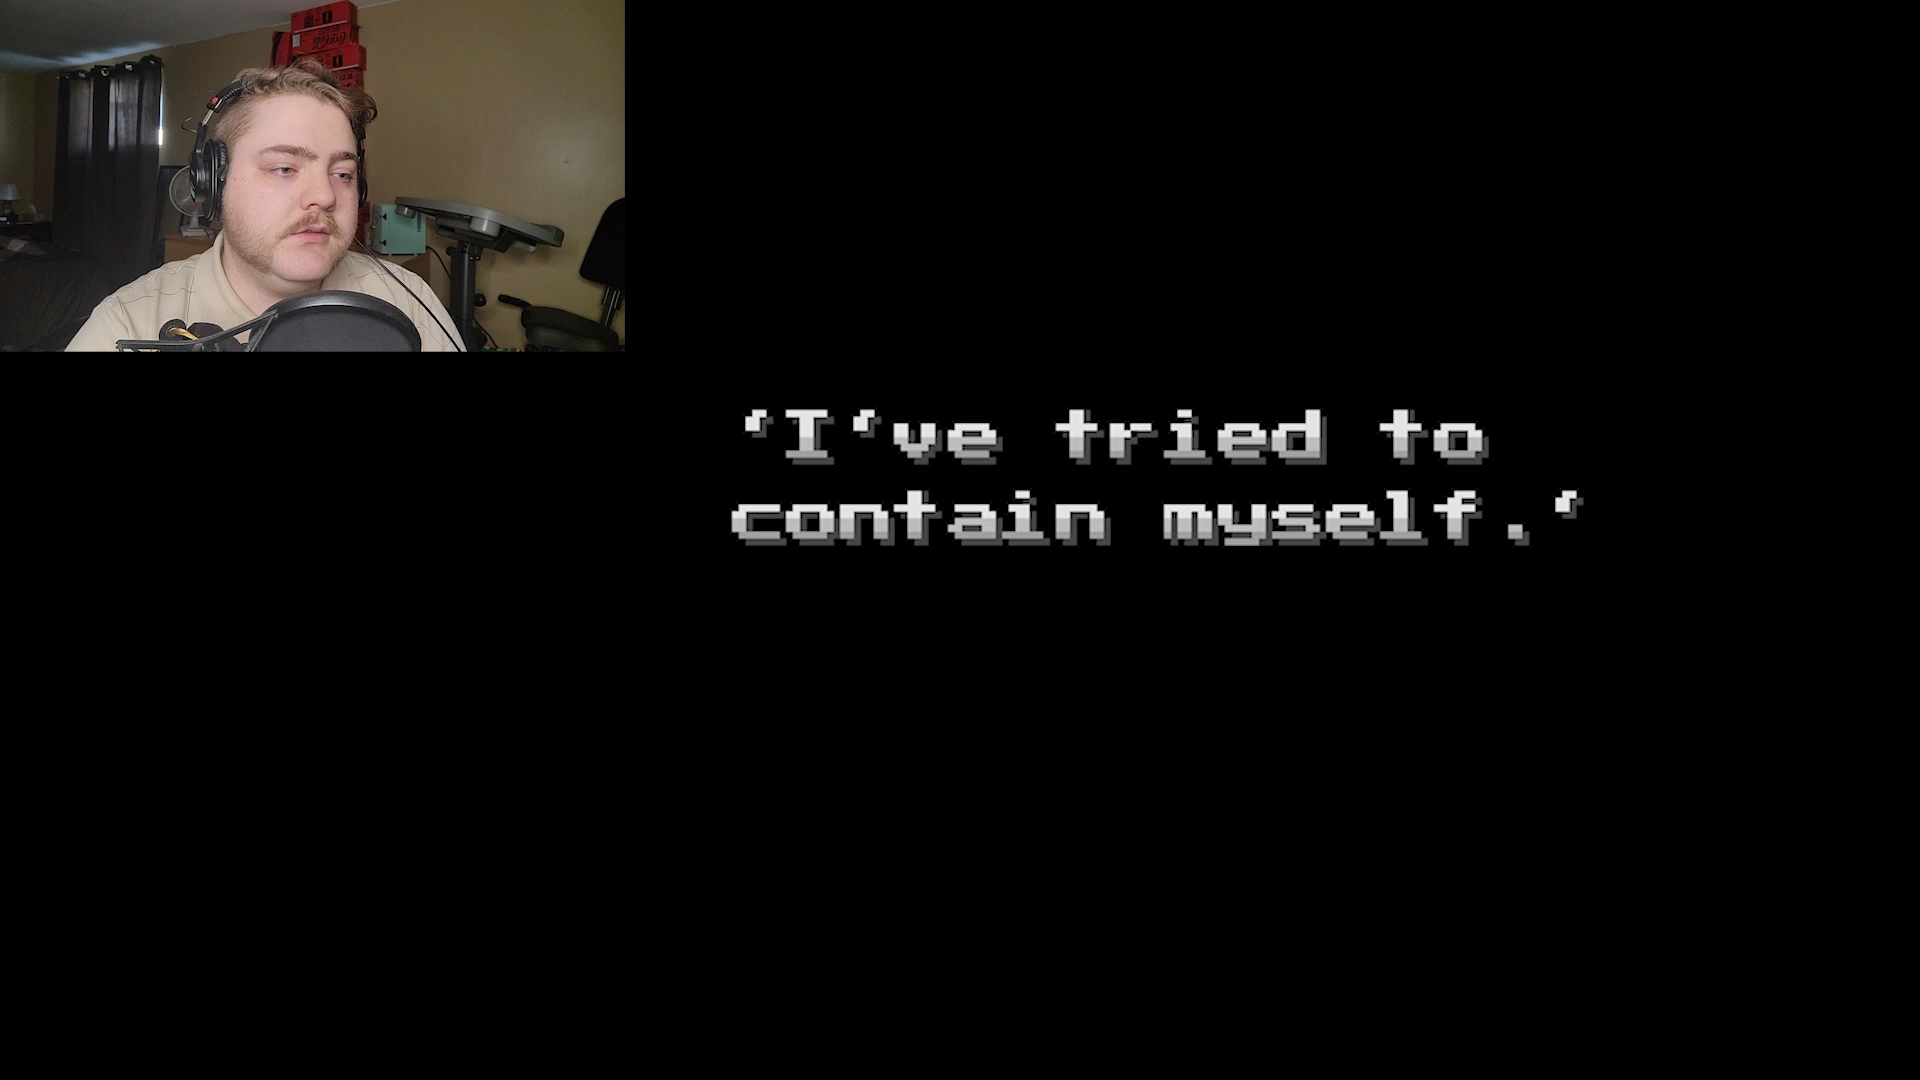 ‘I‘ve tried to
contain myself.‘